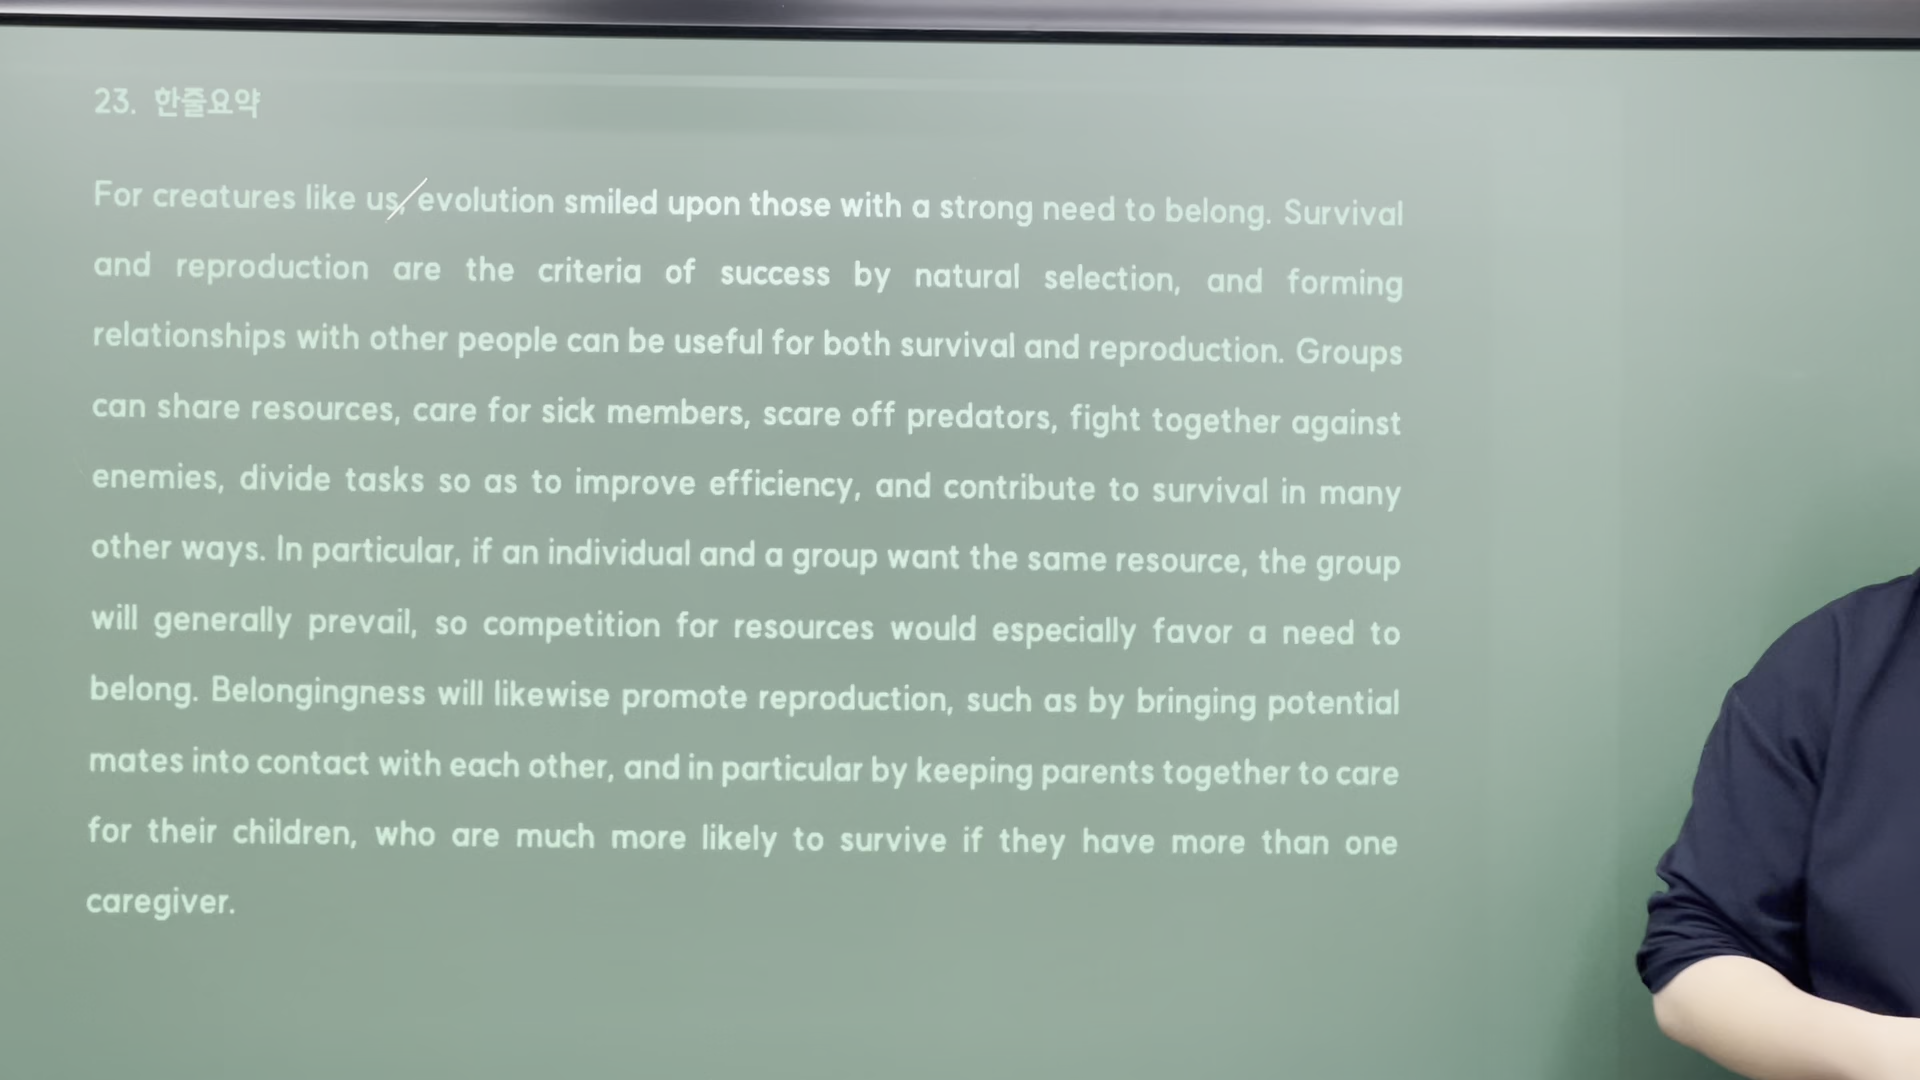 23. 한줄요약
For creatures like us, evolution smiled upon those with a strong need to belong. Survival
and reproduction are the criteria of success by natural selection, and forming
relationships with other people can be useful for both survival and reproduction. Groups
can share resources, care for sick members, scare off predators, fight together against
enemies, divide tasks so as to improve efficiency, and contribute to survival in many
other ways. In particular, if an individual and a group want the same resource, the group
will generally prevail, so competition for resources would especially favor a need to
belong. Belongingness will likewise promote reproduction, such as by bringing potential
mates into contact with each other, and in particular by keeping parents together to care
for their children, who are much more likely to survive if they have more than one
caregiver.